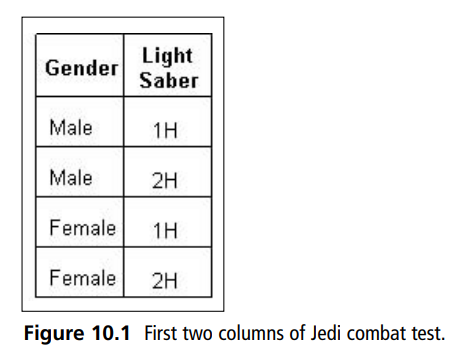 Gender Light Saber
Male 1H
Male 2H
Female 1H
Female 2H
Figure 10.1 First two columns of Jedi combat test.